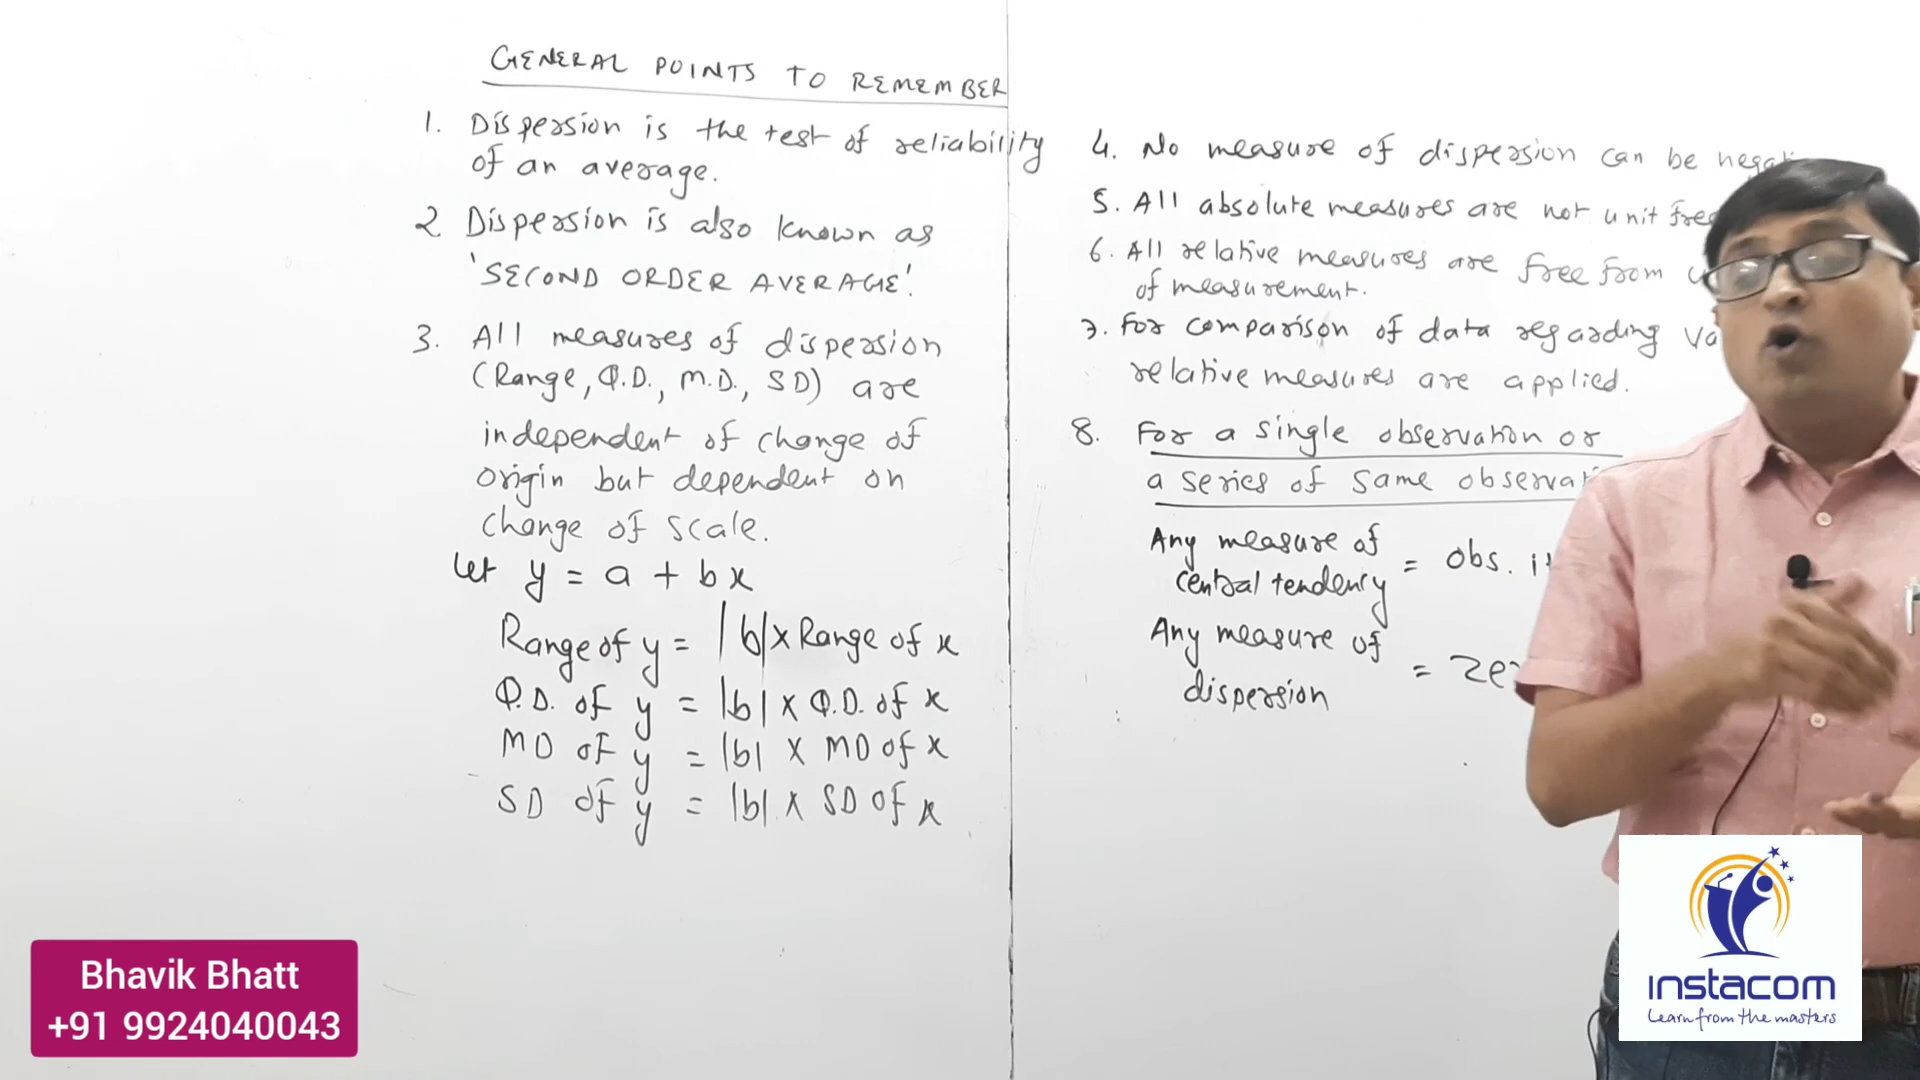 GENERAL POINTS TO REMEMBER
1. Dispersion is the test of reliability
of an average.
2 Dispersion is also known as
'SECOND ORDER AVERAGE'.
3. All measures of dispersion
(Range, Q.D., M.D., SD) are
independent of change of
origin but dependent on
change of scale.
Let y = a + bx
Range of y = |b| x Range of x
Q.D. of y = |b| x Q.D. of x
MD of y = |b| x MD of x
SD of y = |b| x SD of x
4. No measure of dispersion can be
5. All absolute measures are not unit free
6. All relative measures are free from
of measurement.
7. For comparison of data regarding
relative measures are applied.
8. For a single observation or
a series of same
Any measure of
central tendency = obs.
Any measure of
dispersion =
Bhavik Bhatt
+91 9924040043
instacom
Learn from the masters